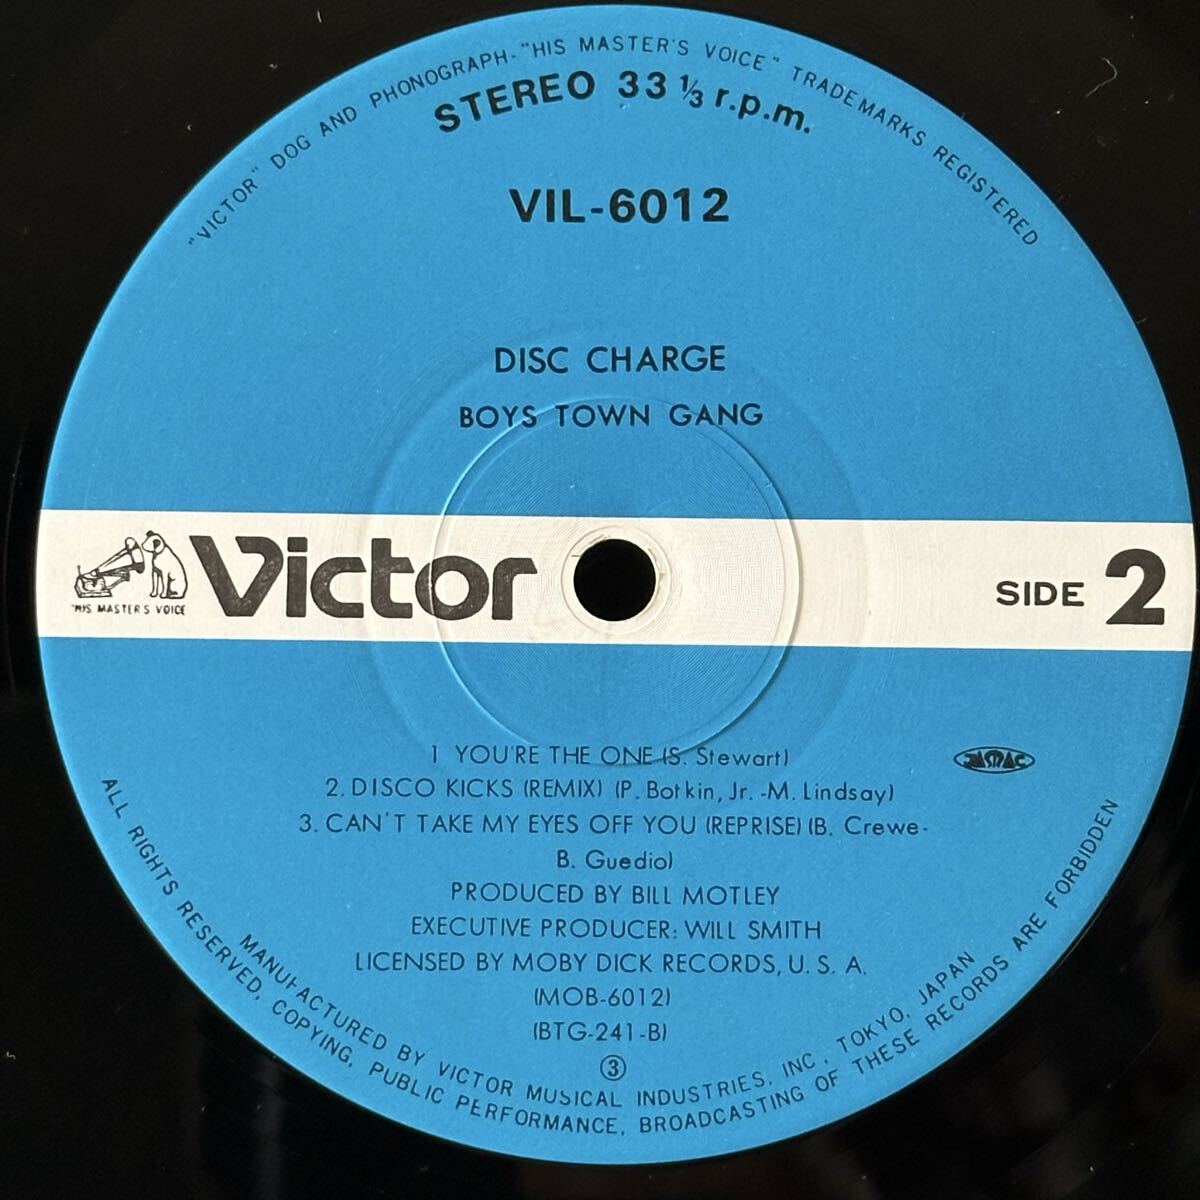 "VICTOR" DOG AND PHONOGRAPH-"HIS MASTER'S VOICE" TRADEMARKS REGISTERED
STEREO 33 1/3 r.p.m.
VIL-6012
DISC CHARGE
BOYS TOWN GANG
"HIS MASTER'S VOICE
Victor
SIDE 2
1 YOU'RE THE ONE (S. Stewart)
2. DISCO KICKS (REMIX) (P. Botkin, Jr. -M. Lindsay)
3. CAN'T TAKE MY EYES OFF YOU (REPRISE) (B. Crewe-
B. Guedio)
JASRAC
PRODUCED BY BILL MOTLEY
EXECUTIVE PRODUCER: WILL SMITH
LICENSED BY MOBY DICK RECORDS, U. S. A.
(MOB-6012)
(BTG-241-B)
③
MANUFACTURED BY VICTOR MUSICAL INDUSTRIES, INC, TOKYO, JAPAN
ALL RIGHTS RESERVED, COPYING, PUBLIC PERFORMANCE, BROADCASTING OF THESE RECORDS ARE FORBIDDEN